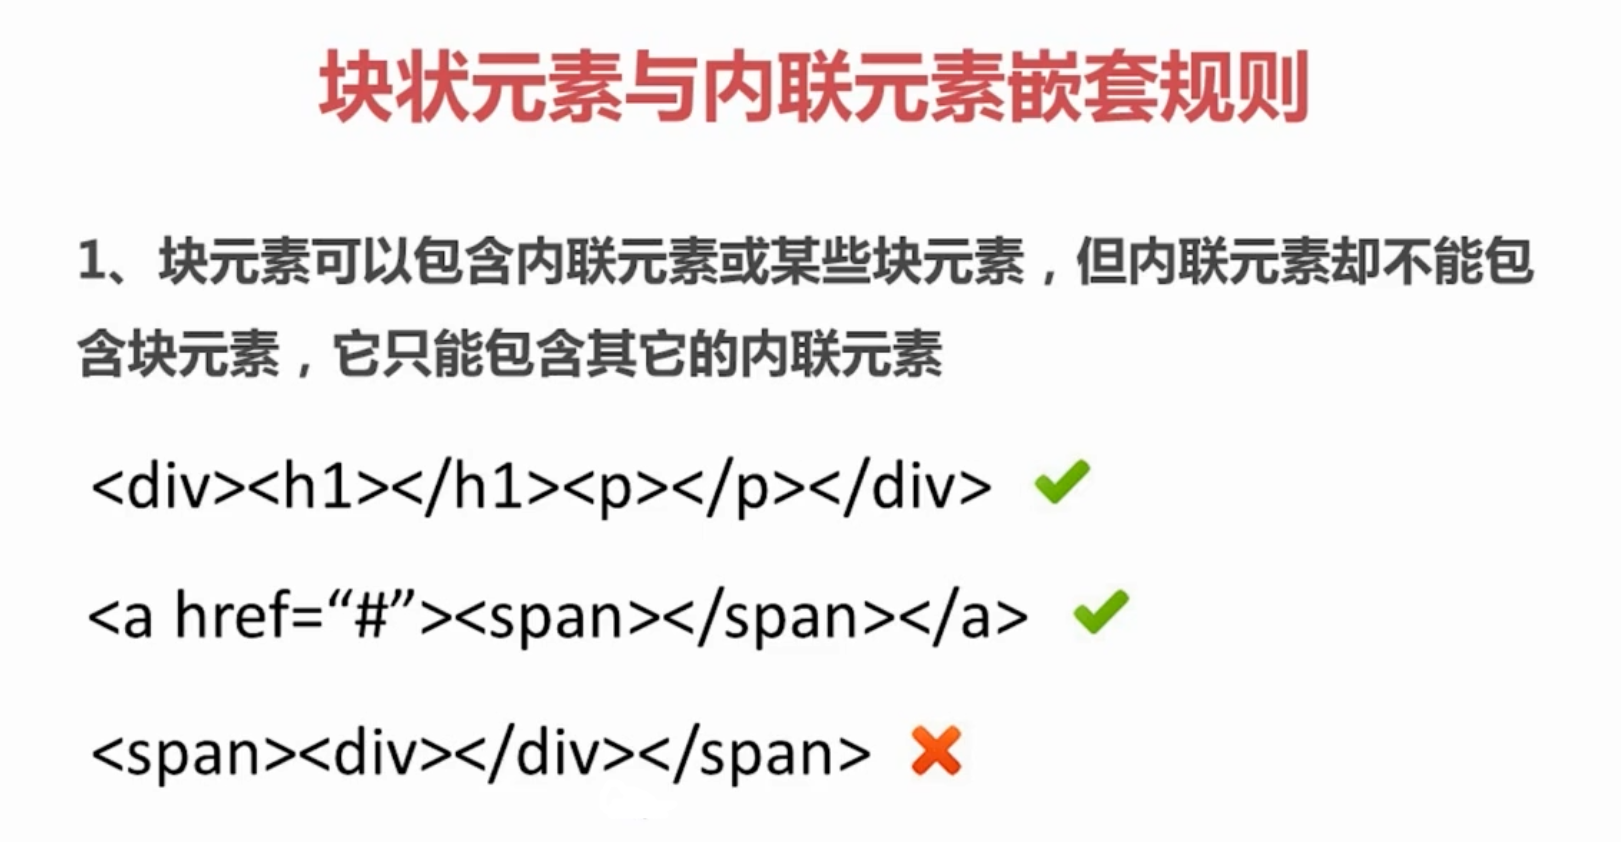 块状元素与内联元素嵌套规则
1、块元素可以包含内联元素或某些块元素，但内联元素却不能包
含块元素，它只能包含其它的内联元素
<div><h1></h1><p></p></div>
<a href=“#”><span></span></a>
<span><div></div></span>